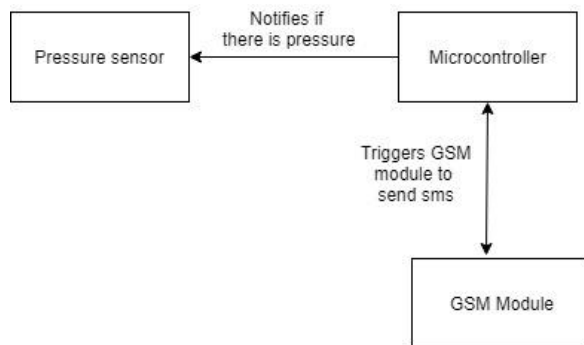 Notifies if
there is pressure
Pressure sensor
Microcontroller
Triggers GSM
module to
send sms
GSM Module